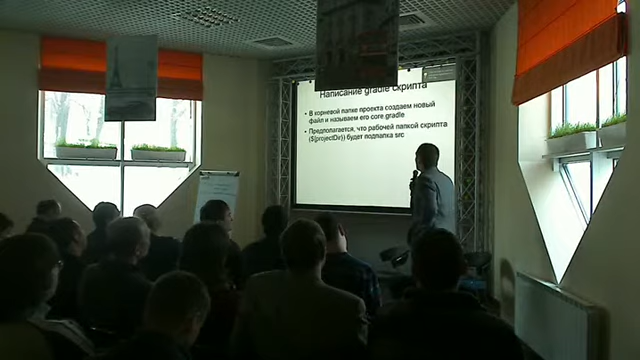 Написание gradle скрипта
• В корневой папке проекта создаем новый
файл и называем его core gradle
• Предполагается, что рабочей папкой скрипта
(${projectDir}) будет подпапка src